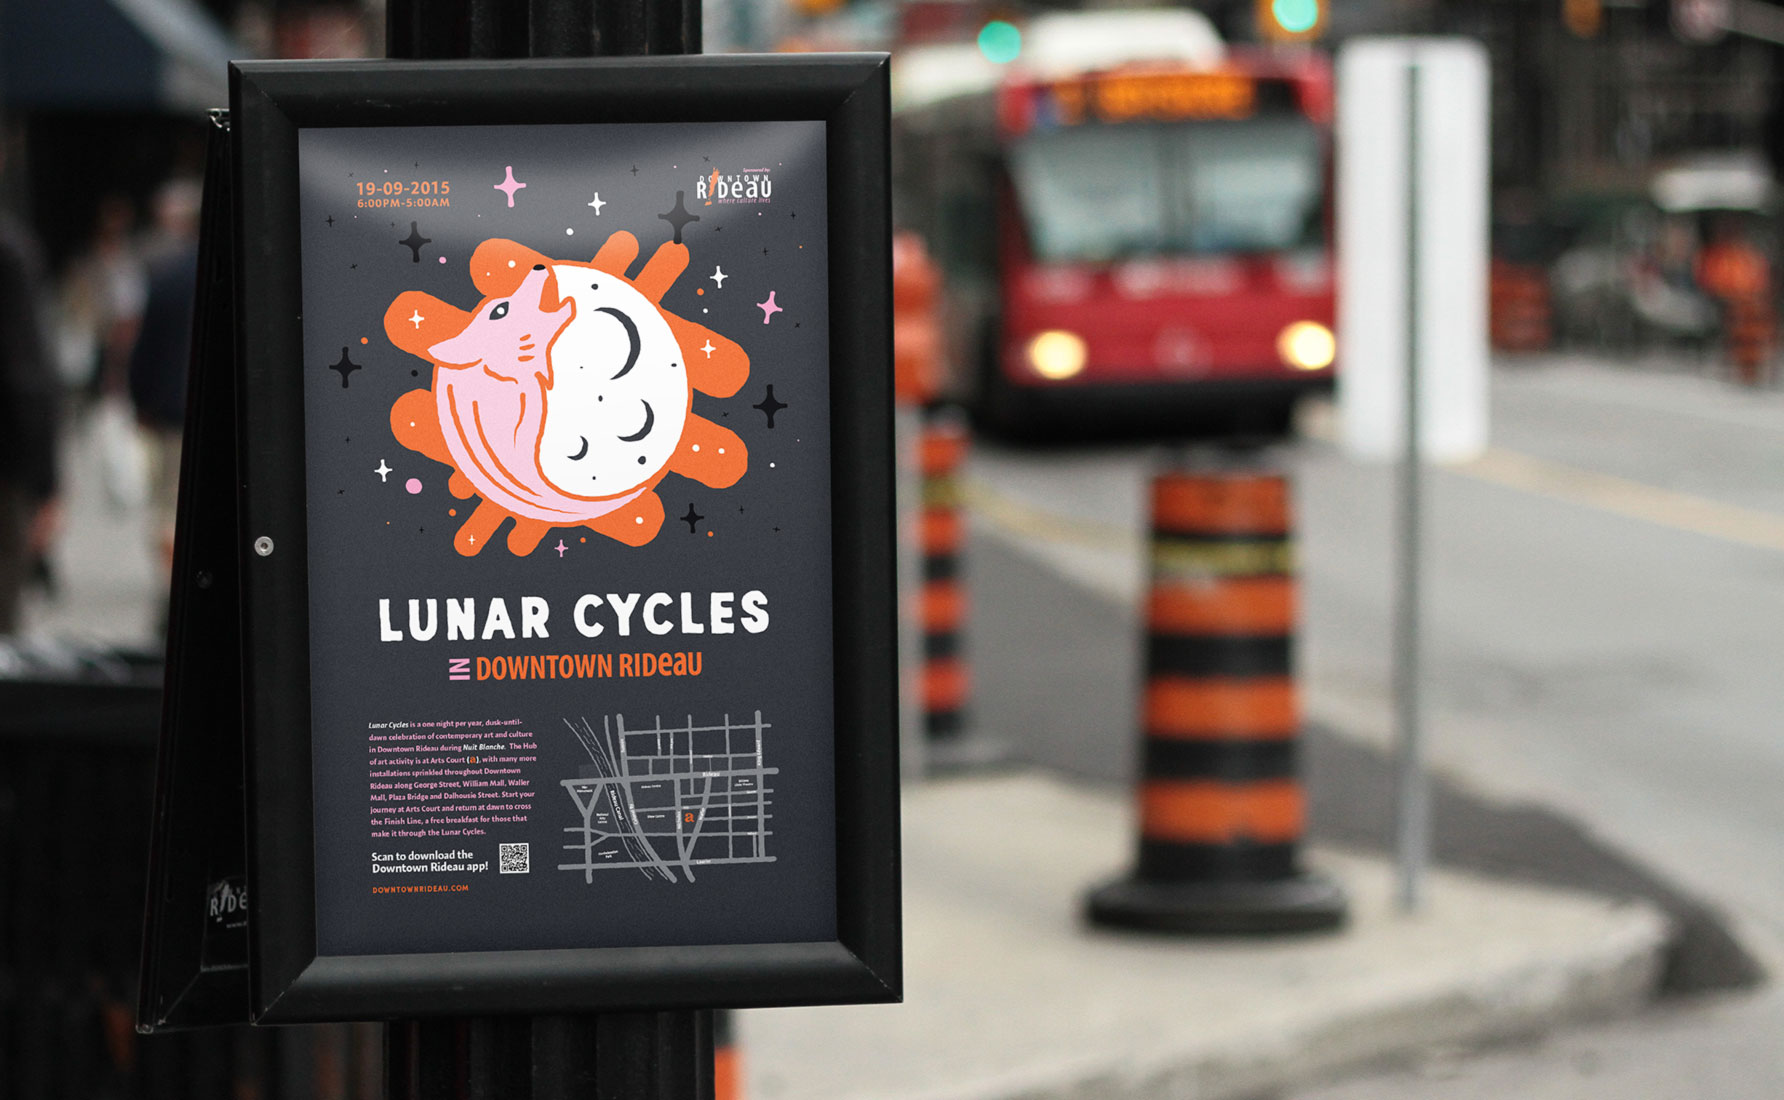 19-09-2015
6:00PM-5:00AM
Sponsored by:
DOWNTOWN
RideaU
where culture lives
LUNAR CYCLES
IN DOWNTOWN RIDeaU
Lunar Cycles is a one night per year, dusk-until-
dawn celebration of contemporary art and culture
in Downtown Rideau during Nuit Blanche. The Hub
of art activity is at Arts Court (a), with many more
installations sprinkled throughout Downtown
Rideau along George Street, William Mall, Waller
Mall, Plaza Bridge and Dalhousie Street. Start your
journey at Arts Court and return at dawn to cross
the Finish Line, a free breakfast for those that
make it through the Lunar Cycles.
Scan to download the
Downtown Rideau app!
DOWNTOWNRIDEAU.COM
Rideau
Rideau Canal
a
Laurier
RiDe